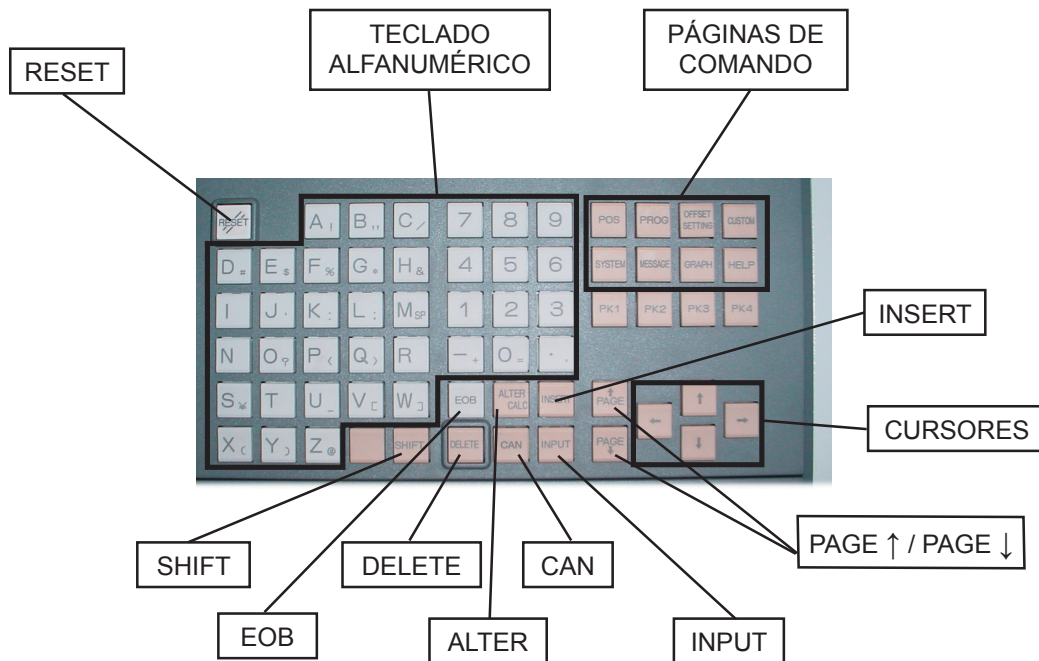 TECLADO
ALFANUMÉRICO
PÁGINAS DE
COMANDO
RESET
RESET A ! B ,, C / 7 8 9 POS PROG OFFSET SETTING CUSTOM
D # E $ F % G * H & 4 5 6 SYSTEM MESSAGE GRAPH HELP
I J , K : L ; M SP 1 2 3 PK1 PK2 PK3 PK4
INSERT
N O ? P ( Q ) R — + 0 = · ,
S ¥ T U _ V [ W ] EOB ALTER CALC INSERT ↑ PAGE ← ↑ →
CURSORES
X ( Y ) Z @ SHIFT DELETE CAN INPUT PAGE ↓ ↓
PAGE ↑ / PAGE ↓
SHIFT
DELETE
CAN
EOB
ALTER
INPUT